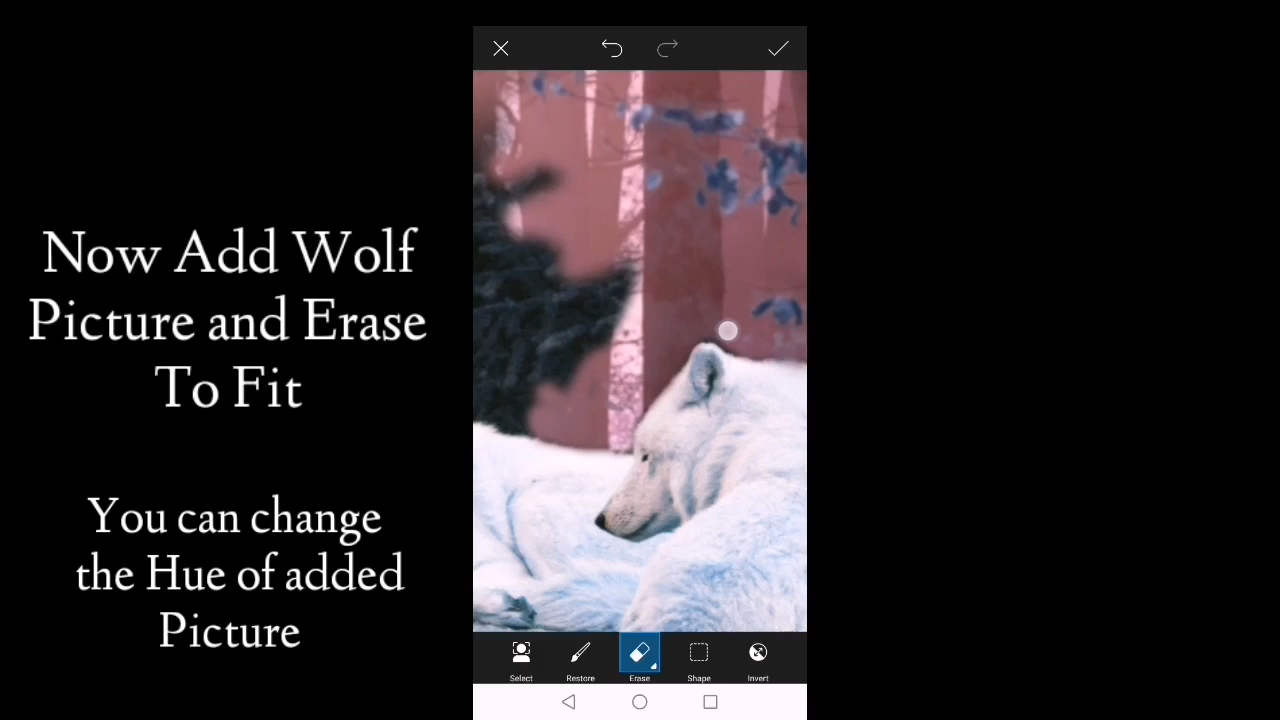 Now Add Wolf
Picture and Erase
To Fit
You can change
the Hue of added
Picture
Select Restore Erase Shape Invert